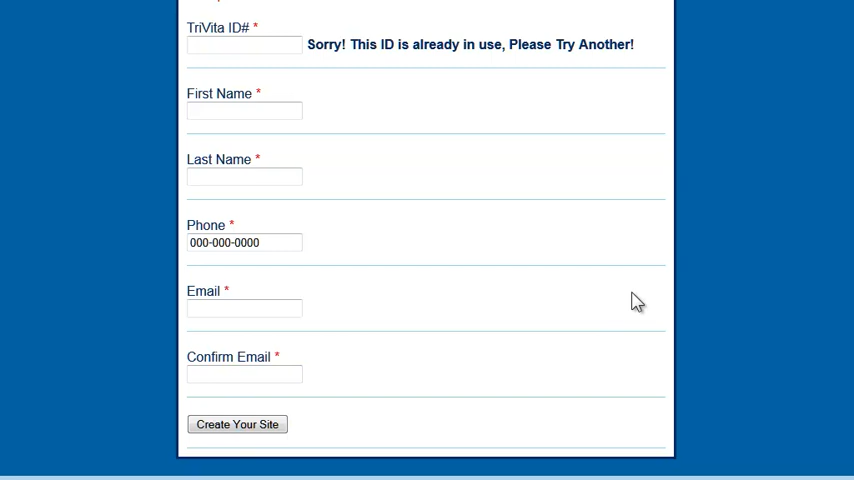 TriVita ID# *
Sorry! This ID is already in use, Please Try Another!
First Name *
Last Name *
Phone *
000-000-0000
Email *
Confirm Email *
Create Your Site